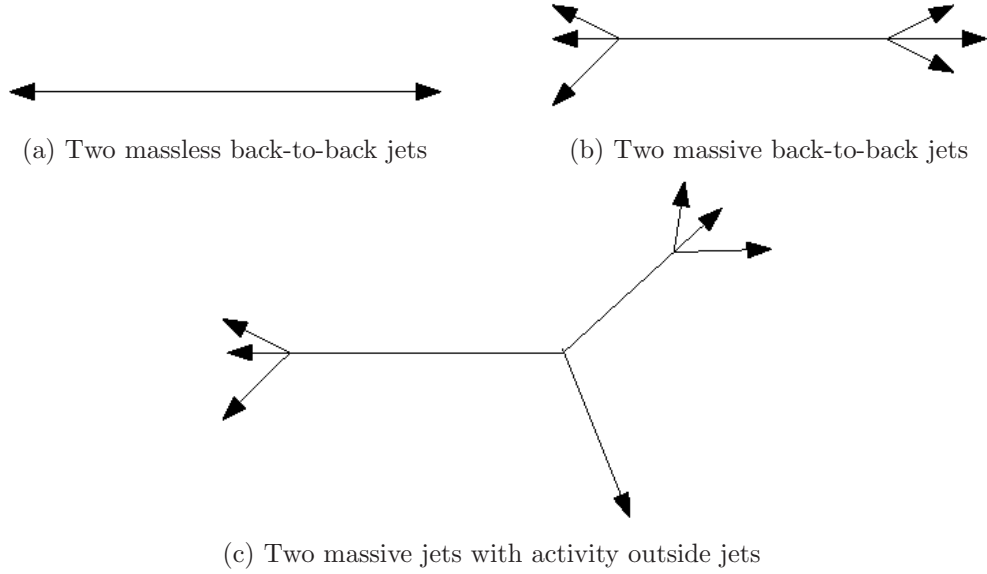 (a) Two massless back-to-back jets
(b) Two massive back-to-back jets
(c) Two massive jets with activity outside jets